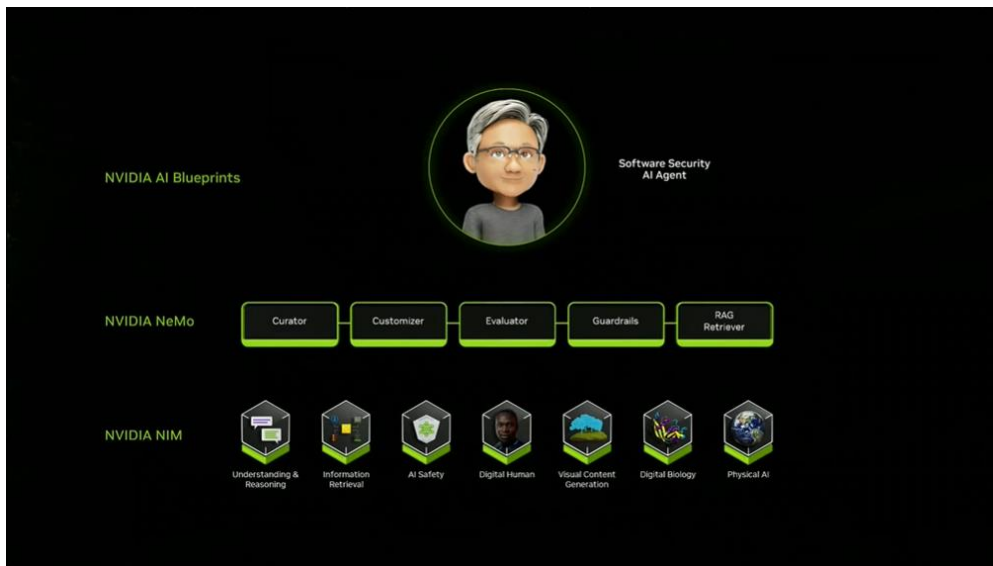 NVIDIA AI Blueprints
Software Security
AI Agent
NVIDIA NeMo
Curator
Customizer
Evaluator
Guardrails
RAG
Retriever
NVIDIA NIM
Understanding &
Reasoning
Information
Retrieval
AI Safety
Digital Human
Visual Content
Generation
Digital Biology
Physical AI